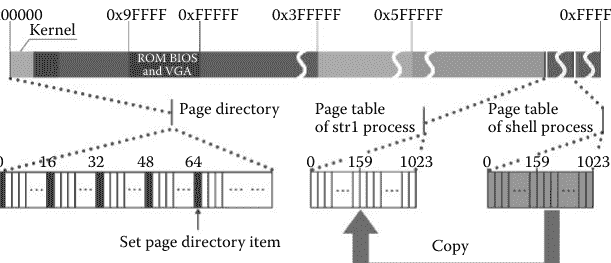 00000 0x9FFFF 0xFFFFF 0x3FFFFF 0x5FFFFF 0xFFFF
Kernel
ROM BIOS
and VGA
Page directory
Page table
of str1 process
Page table
of shell process
0 16 32 48 64
0 159 1023
0 159 1023
Set page directory item
Copy